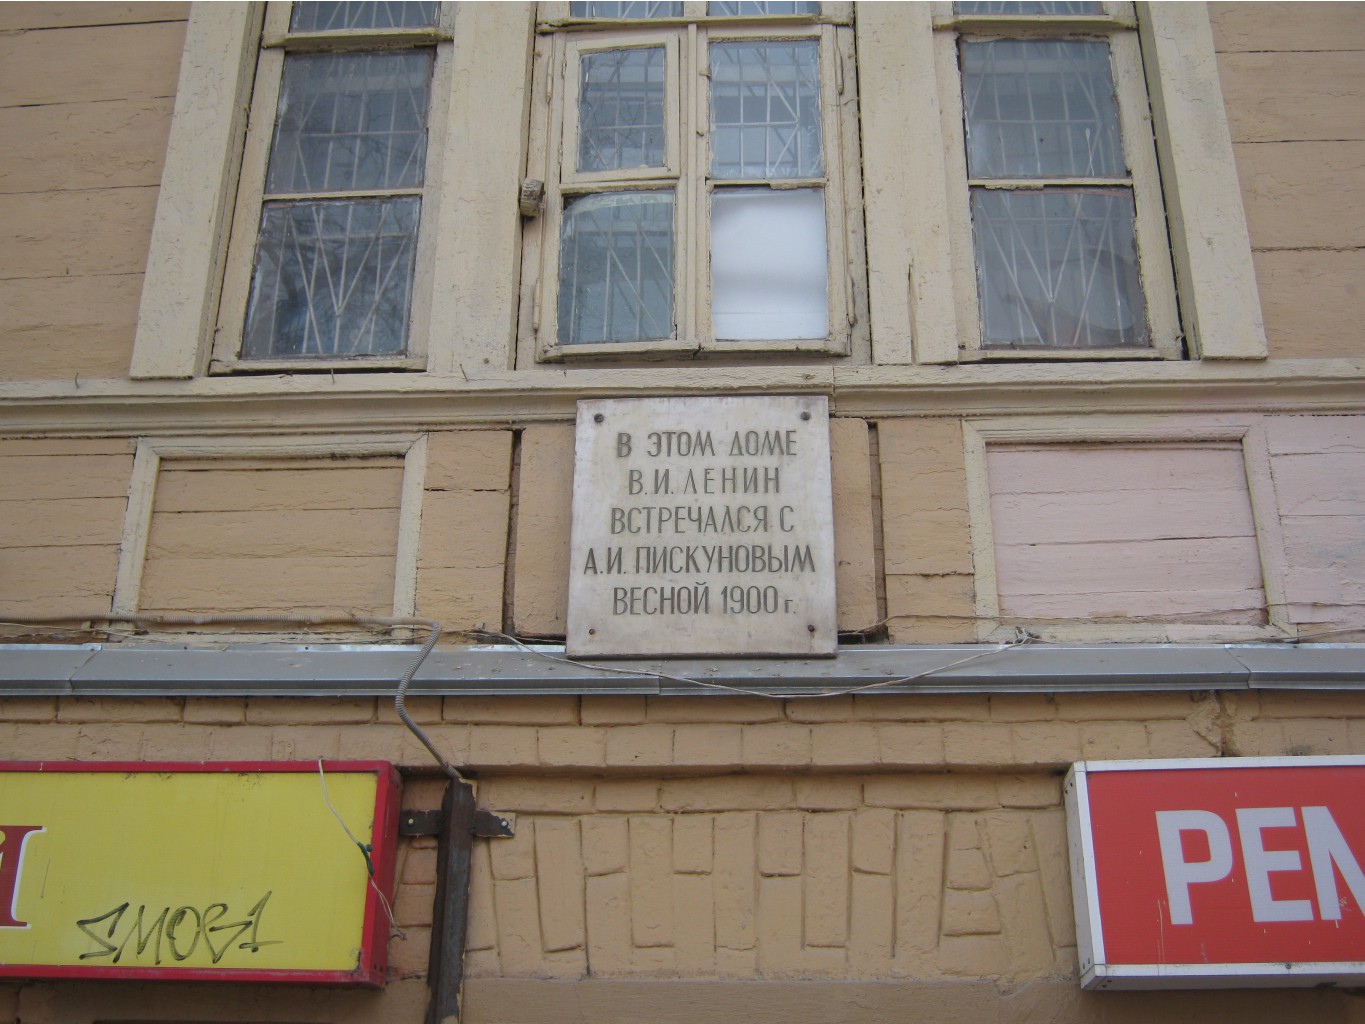 В ЭТОМ ДОМЕ
В.И. ЛЕНИН
ВСТРЕЧАЛСЯ С
А.И. ПИСКУНОВЫМ
ВЕСНОЙ 1900 г.
Й
РЕМ